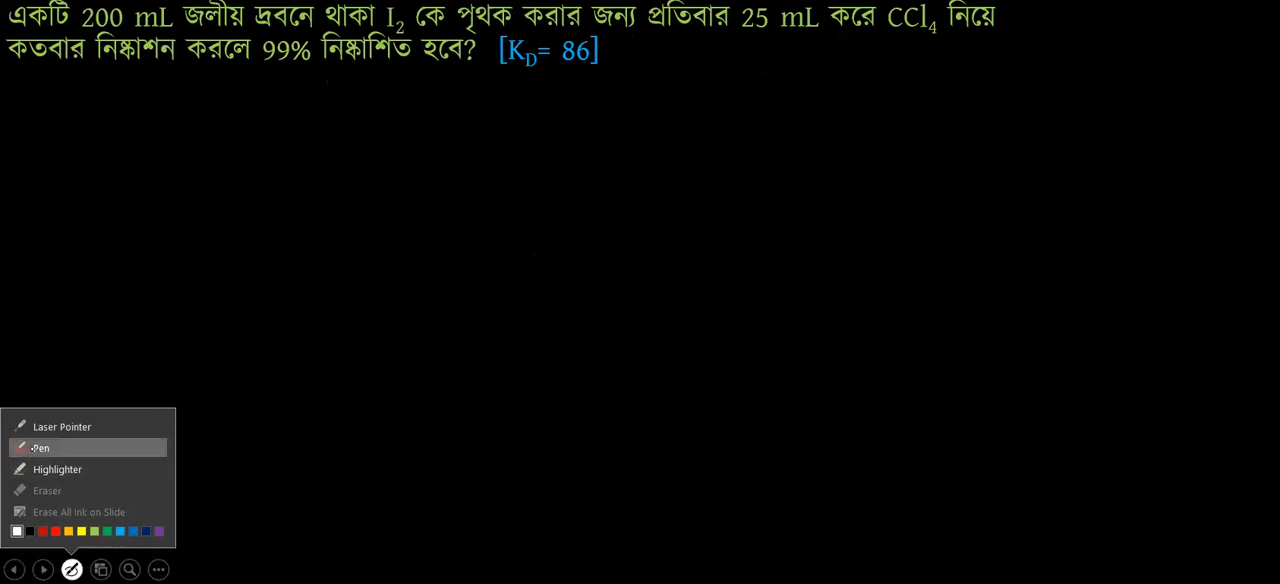 একটি 200 mL জলীয় দ্রবনে থাকা I₂ কে পৃথক করার জন্য প্রতিবার 25 mL করে CCl₄ নিয়ে
কতবার নিষ্কাশন করলে 99% নিষ্কাশিত হবে? [K_D= 86]
Laser Pointer
Pen
Highlighter
Eraser
Erase All Ink on Slide